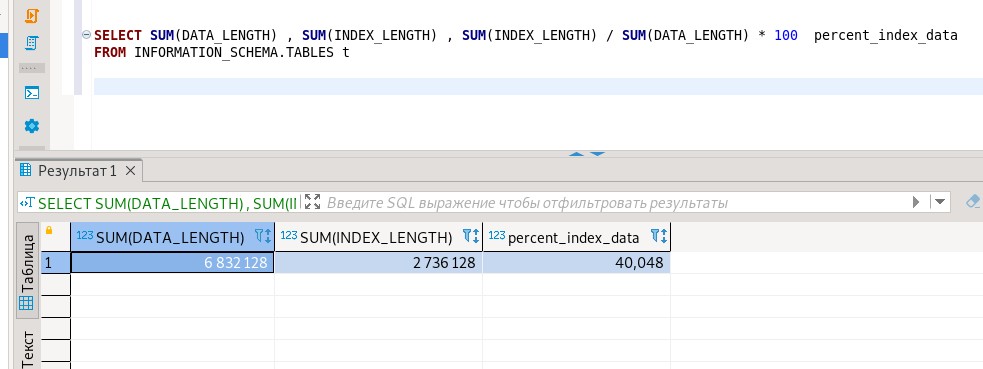 SELECT SUM(DATA_LENGTH) , SUM(INDEX_LENGTH) , SUM(INDEX_LENGTH) / SUM(DATA_LENGTH) * 100  percent_index_data
FROM INFORMATION_SCHEMA.TABLES t
Результат 1
SELECT SUM(DATA_LENGTH), SUM(II Введите SQL выражение чтобы отфильтровать результаты
Таблица
Текст
123 SUM(DATA_LENGTH) 123 SUM(INDEX_LENGTH) 123 percent_index_data
1 6 832 128 2 736 128 40,048